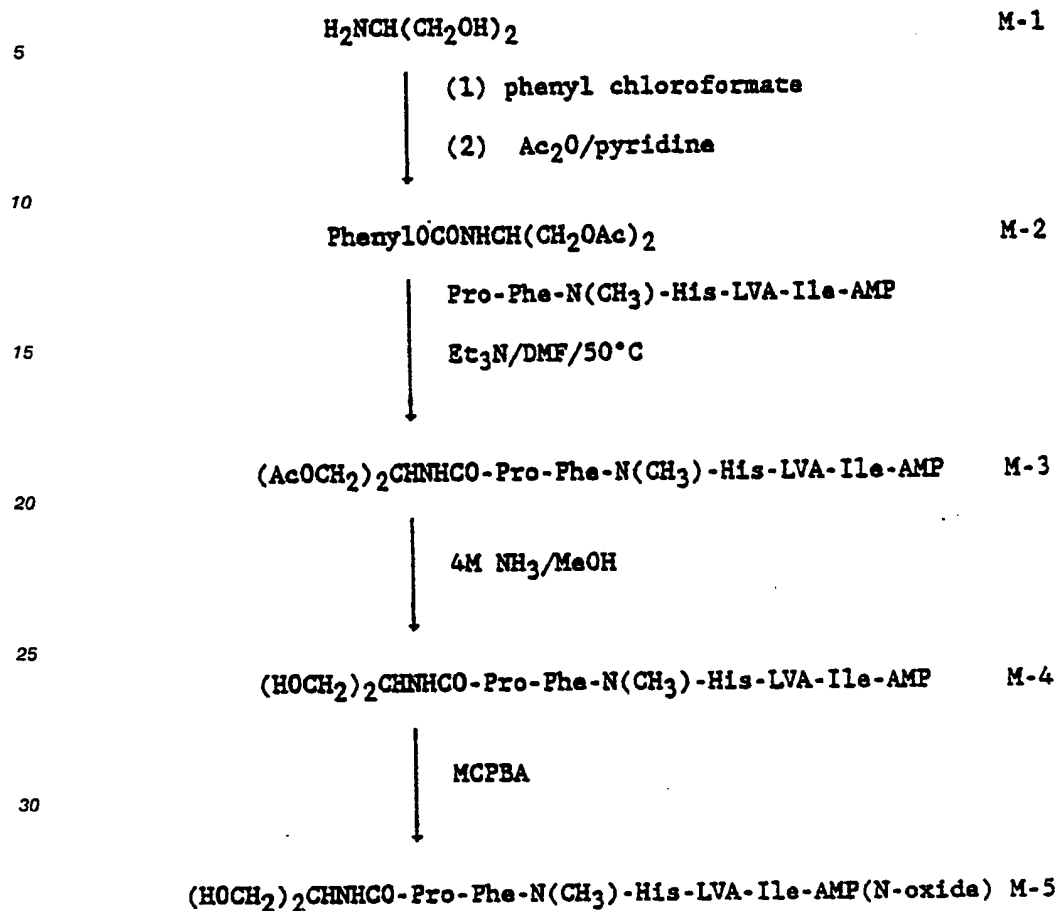 H2NCH(CH2OH)2 M-1
5
(1) phenyl chloroformate
(2) Ac2O/pyridine
10
PhenylOCONHCH(CH2OAc)2 M-2
Pro-Phe-N(CH3)-His-LVA-Ile-AMP
15
Et3N/DMF/50°C
(AcOCH2)2CHNHCO-Pro-Phe-N(CH3)-His-LVA-Ile-AMP M-3
20
4M NH3/MeOH
25
(HOCH2)2CHNHCO-Pro-Phe-N(CH3)-His-LVA-Ile-AMP M-4
MCPBA
30
(HOCH2)2CHNHCO-Pro-Phe-N(CH3)-His-LVA-Ile-AMP(N-oxide) M-5